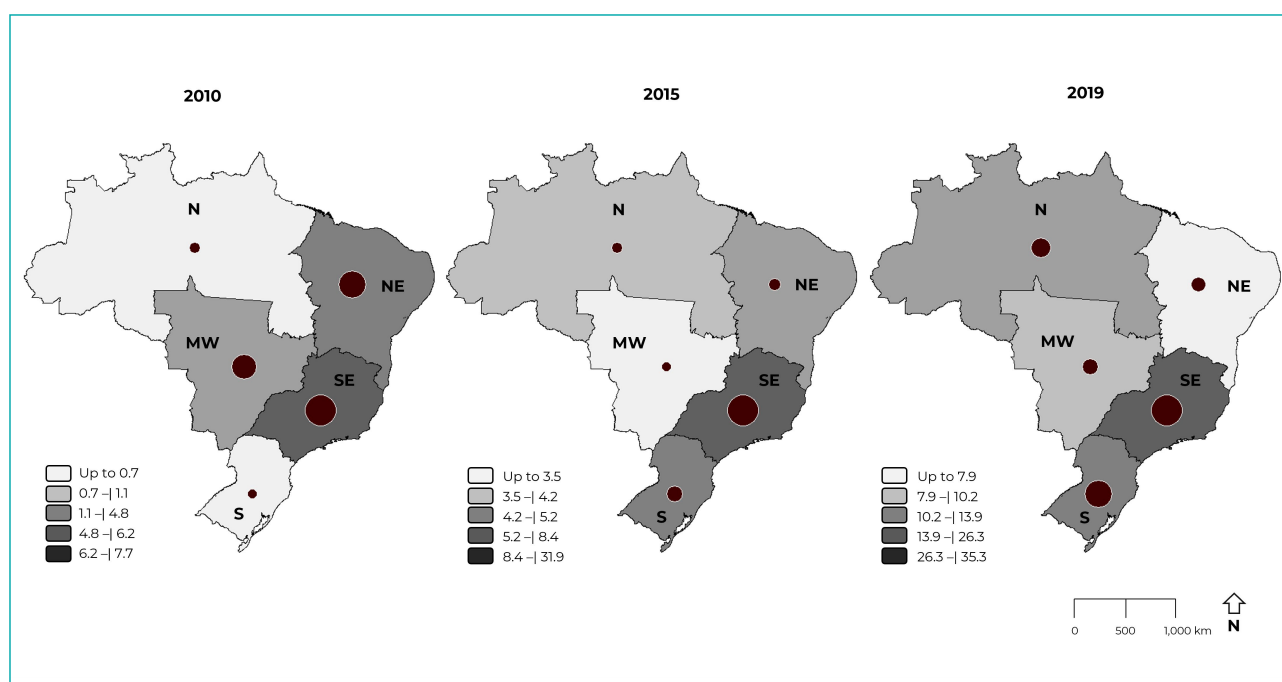 2010
N
NE
MW
SE
S
Up to 0.7
0.7 –| 1.1
1.1 –| 4.8
4.8 –| 6.2
6.2 –| 7.7
2015
N
NE
MW
SE
S
Up to 3.5
3.5 –| 4.2
4.2 –| 5.2
5.2 –| 8.4
8.4 –| 31.9
2019
N
NE
MW
SE
S
Up to 7.9
7.9 –| 10.2
10.2 –| 13.9
13.9 –| 26.3
26.3 –| 35.3
0 500 1,000 km
N